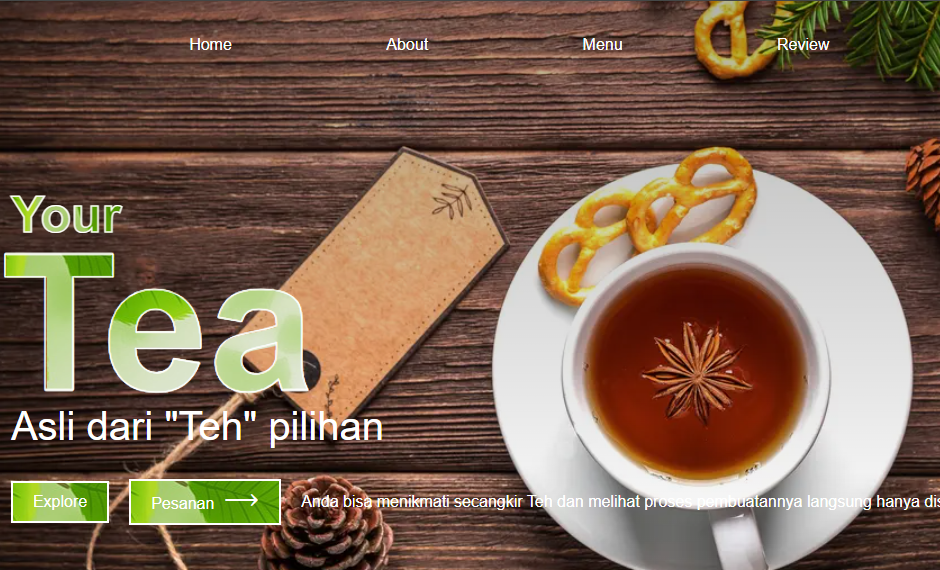 Home About Menu Review
Your
Tea
Asli dari "Teh" pilihan
Explore Pesanan Anda bisa menikmati secangkir Teh dan melihat proses pembuatannya langsung hanya